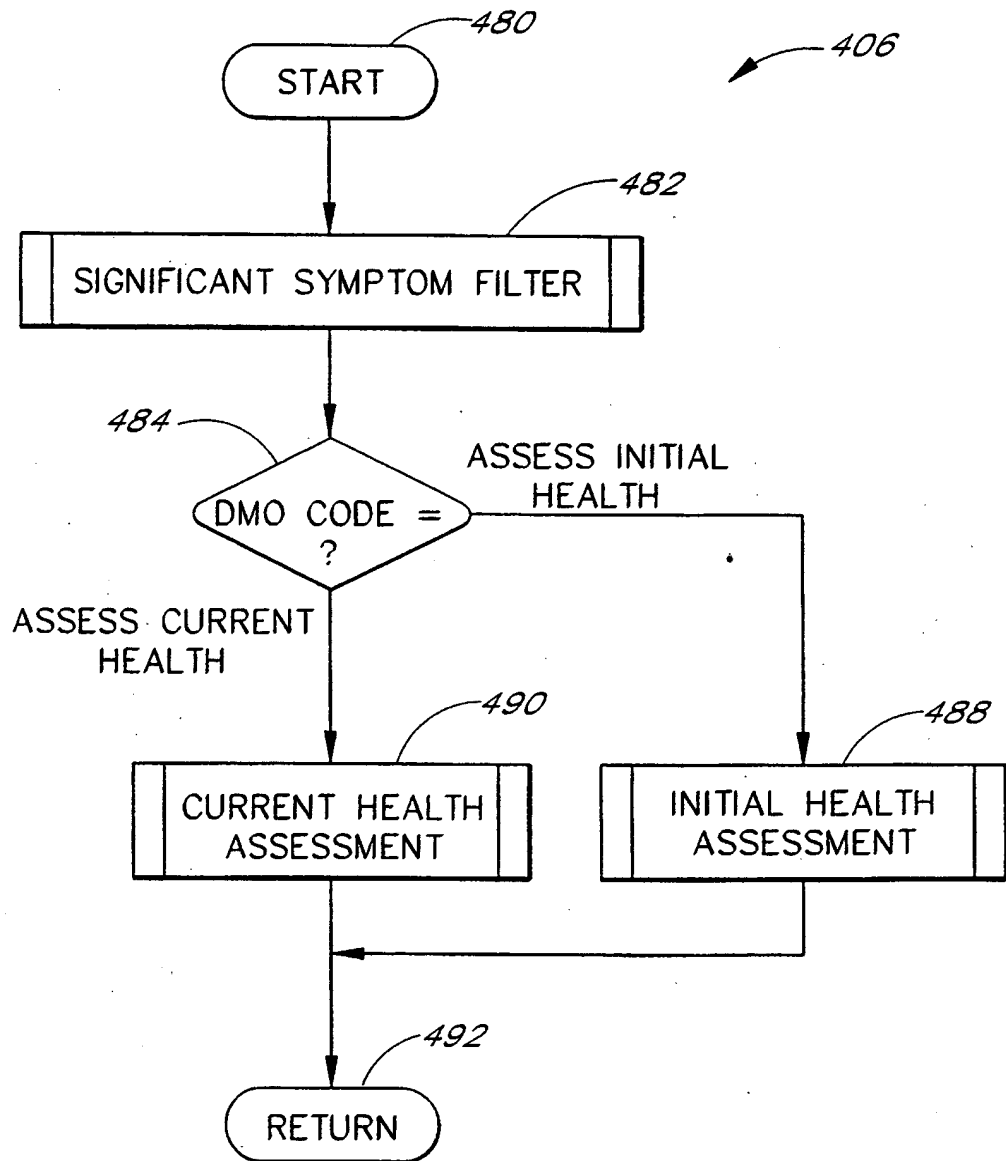 480
START
406
482
SIGNIFICANT SYMPTOM FILTER
484
DMO CODE =
?
ASSESS INITIAL
HEALTH
ASSESS CURRENT
HEALTH
490
CURRENT HEALTH
ASSESSMENT
488
INITIAL HEALTH
ASSESSMENT
492
RETURN